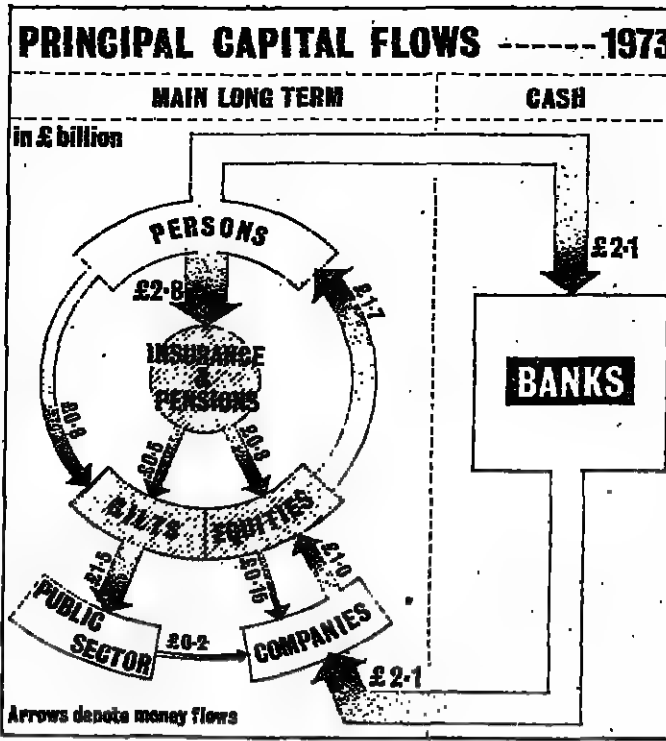 PRINCIPAL CAPITAL FLOWS ------ 1973
MAIN LONG TERM
CASH
in £ billion
PERSONS
£2·1
£2·8
£1·7
INSURANCE
&
PENSIONS
BANKS
£0·8
£0·5
£0·8
GILTS
EQUITIES
£1·5
£0·15
£1·0
PUBLIC
SECTOR
£0·2
COMPANIES
£2·1
Arrows denote money flows